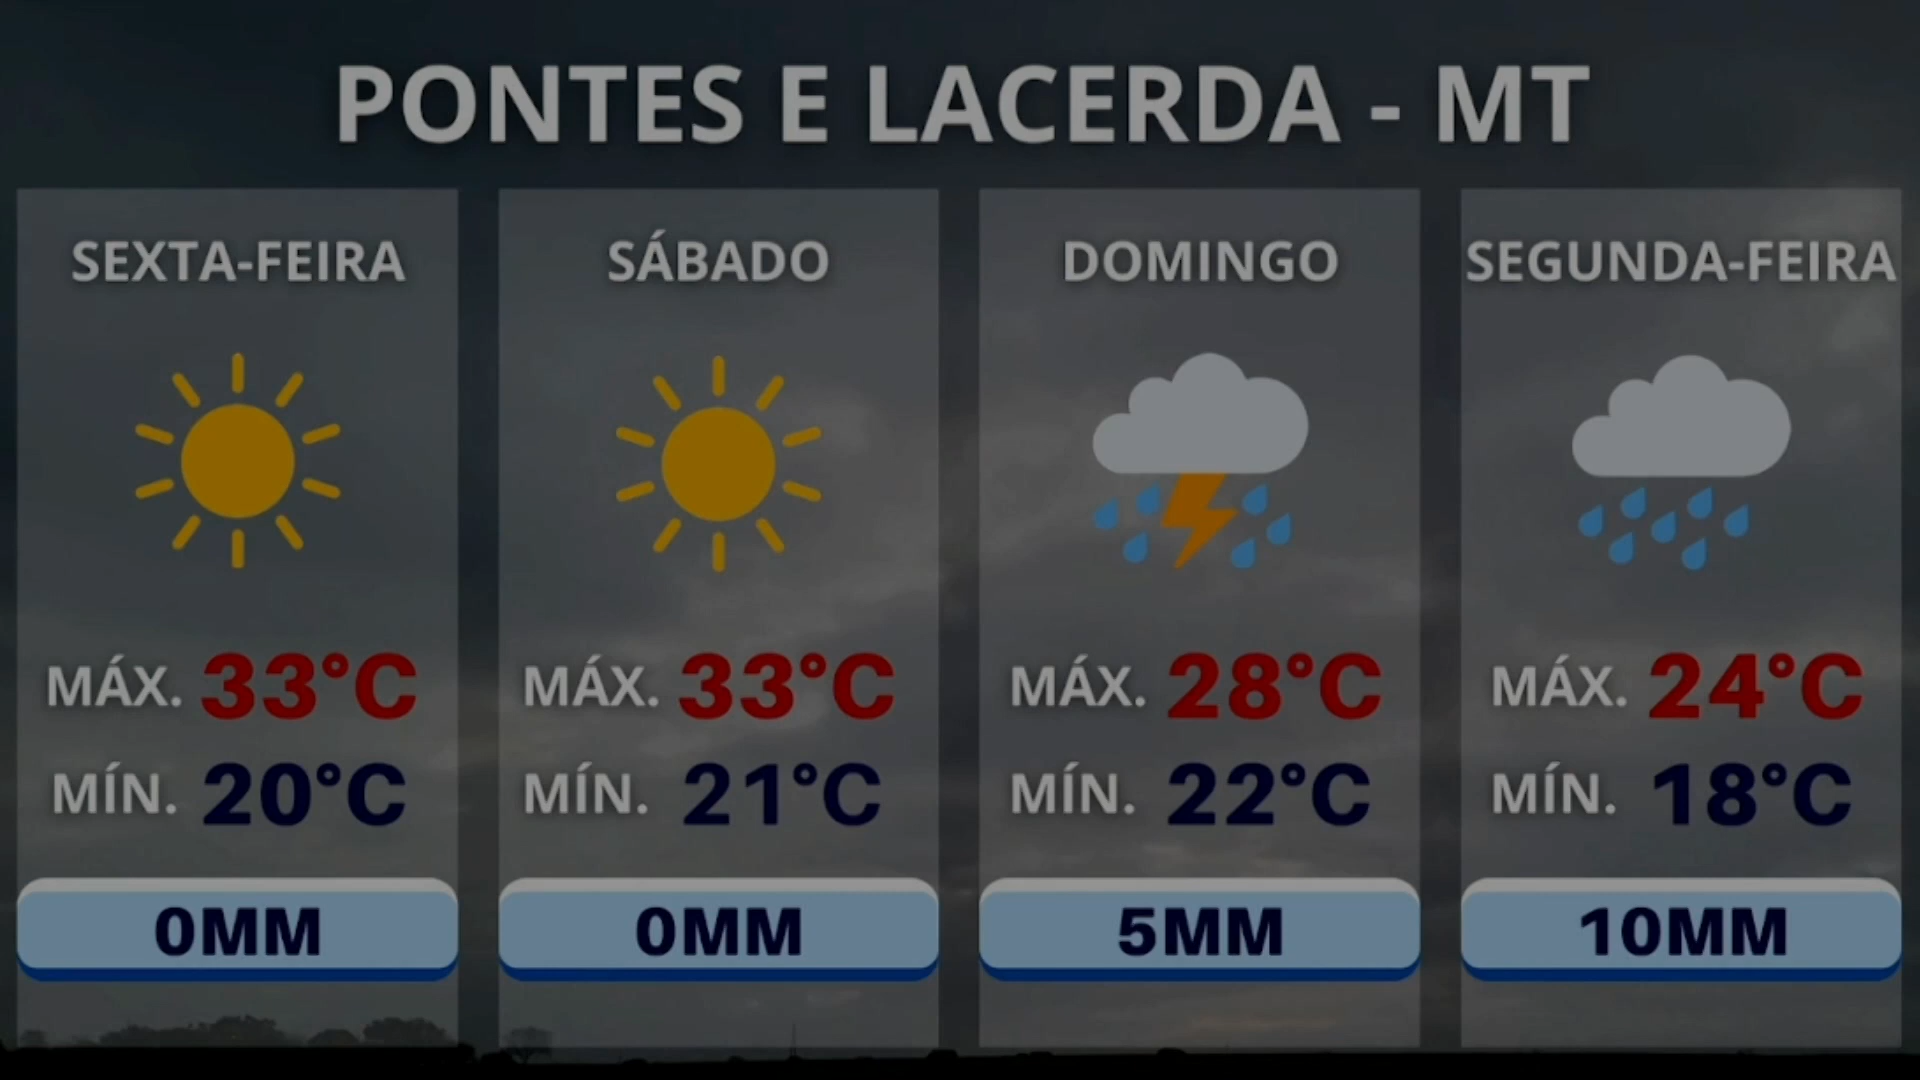 PONTES E LACERDA - MT
SEXTA-FEIRA
MÁX. 33°C
MÍN. 20°C
0MM
SÁBADO
MÁX. 33°C
MÍN. 21°C
0MM
DOMINGO
MÁX. 28°C
MÍN. 22°C
5MM
SEGUNDA-FEIRA
MÁX. 24°C
MÍN. 18°C
10MM